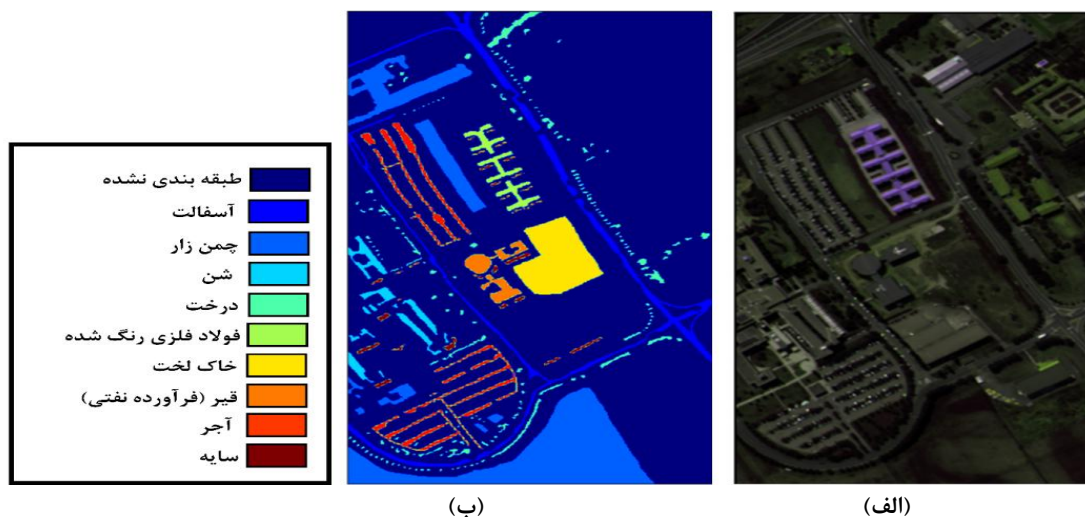 طبقه بندی نشده
آسفالت
چمن زار
شن
درخت
فولاد فلزی رنگ شده
خاک لخت
قیر (فرآورده نفتی)
آجر
سایه
(الف)
(ب)